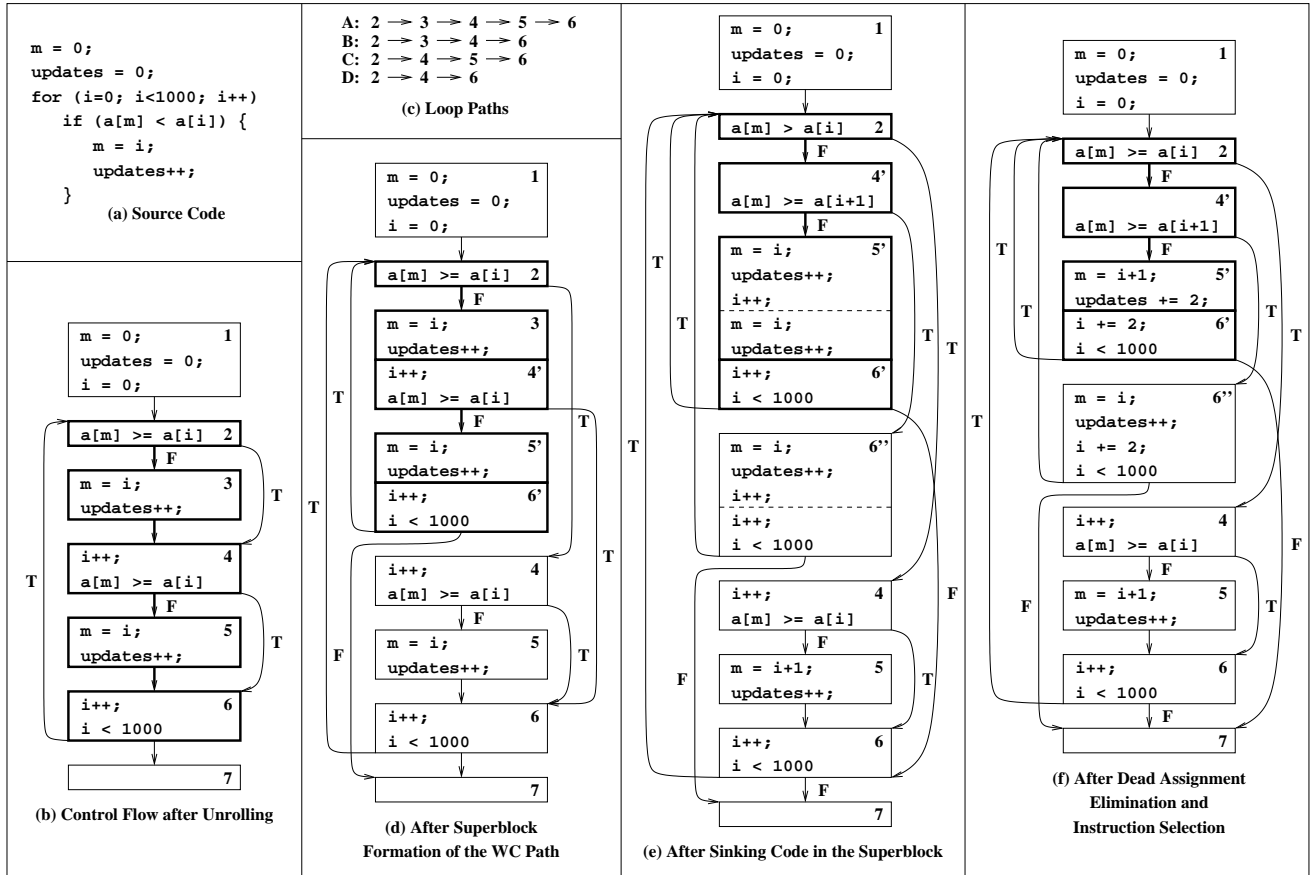 m = 0;
updates = 0;
for (i=0; i<1000; i++)
if (a[m] < a[i]) {
m = i;
updates++;
}
(a) Source Code
m = 0; 1
updates = 0;
i = 0;
a[m] >= a[i] 2
F
m = i; 3
updates++;
T
i++; 4
a[m] >= a[i]
T
F
m = i; 5
updates++;
T
i++; 6
i < 1000
7
(b) Control Flow after Unrolling
A: 2 → 3 → 4 → 5 → 6
B: 2 → 3 → 4 → 6
C: 2 → 4 → 5 → 6
D: 2 → 4 → 6
(c) Loop Paths
m = 0; 1
updates = 0;
i = 0;
a[m] >= a[i] 2
F
m = i; 3
updates++;
i++; 4'
a[m] >= a[i]
T
T
F
m = i; 5'
updates++;
i++; 6'
i < 1000
T
i++; 4
a[m] >= a[i]
F
m = i; 5
updates++;
F
T
T
i++; 6
i < 1000
7
(d) After Superblock
Formation of the WC Path
m = 0; 1
updates = 0;
i = 0;
a[m] > a[i] 2
F
4'
a[m] >= a[i+1]
F
m = i; 5'
updates++;
i++;
T
m = i;
updates++;
T
T
T
i++; 6'
i < 1000
m = i; 6''
updates++;
i++;
T
i++;
i < 1000
i++; 4
a[m] >= a[i]
F
F
m = i+1; 5
updates++;
F
T
i++; 6
i < 1000
F
7
(e) After Sinking Code in the Superblock
m = 0; 1
updates = 0;
i = 0;
a[m] >= a[i] 2
F
4'
a[m] >= a[i+1]
F
T
m = i+1; 5'
updates += 2;
T
i += 2; 6'
i < 1000
T
T
m = i; 6''
updates++;
i += 2;
i < 1000
T
i++; 4
a[m] >= a[i]
F
F
m = i+1; 5
updates++;
F
T
i++; 6
i < 1000
F
7
(f) After Dead Assignment
Elimination and
Instruction Selection